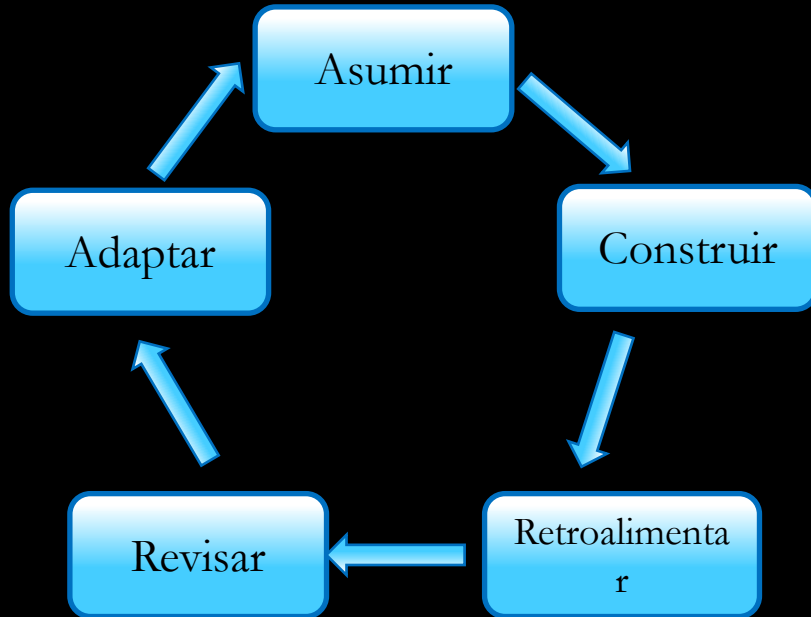 Asumir
Construir
Retroalimenta
r
Revisar
Adaptar